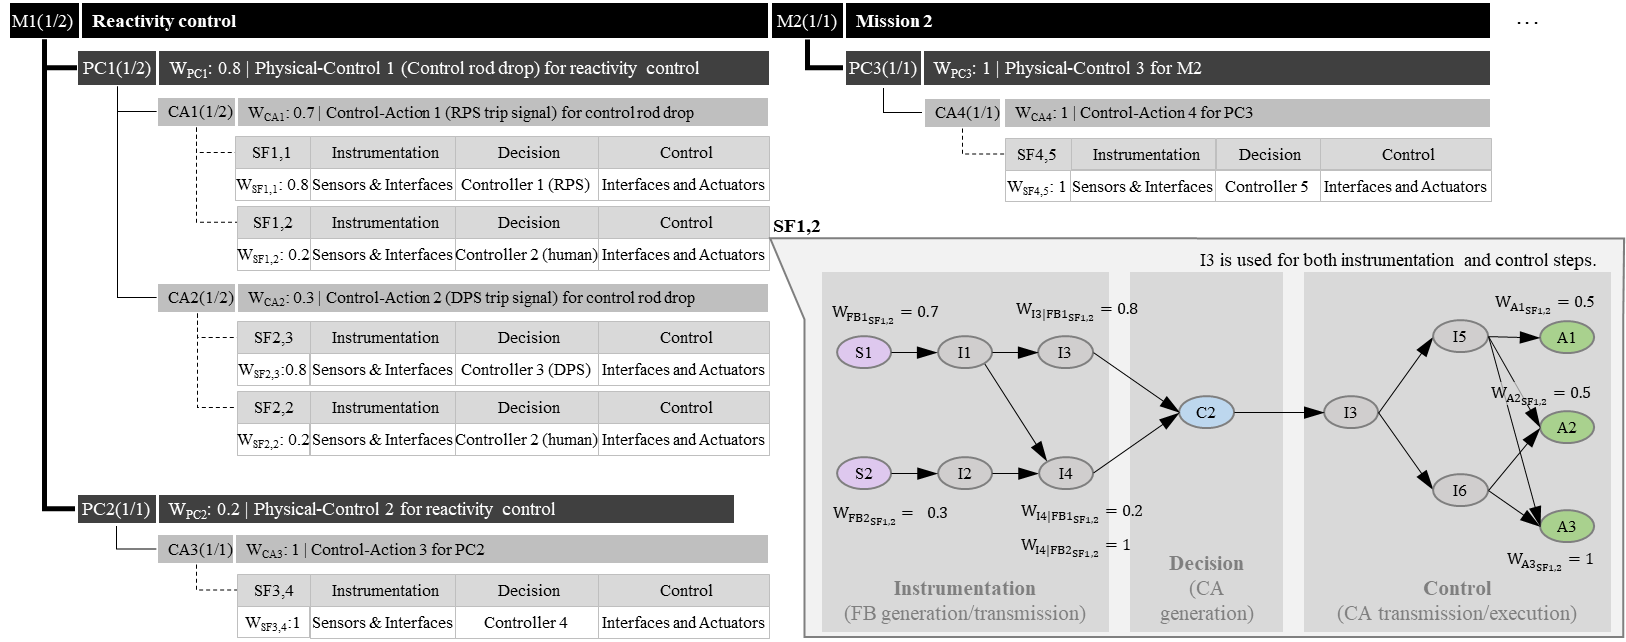 M1(1/2) Reactivity control
PC1(1/2) WPC1: 0.8 | Physical-Control 1 (Control rod drop) for reactivity control
CA1(1/2) WCA1: 0.7 | Control-Action 1 (RPS trip signal) for control rod drop
SF1,1 Instrumentation Decision Control
WSF1,1: 0.8 Sensors & Interfaces Controller 1 (RPS) Interfaces and Actuators
SF1,2 Instrumentation Decision Control
WSF1,2: 0.2 Sensors & Interfaces Controller 2 (human) Interfaces and Actuators
CA2(1/2) WCA2: 0.3 | Control-Action 2 (DPS trip signal) for control rod drop
SF2,3 Instrumentation Decision Control
WSF2,3:0.8 Sensors & Interfaces Controller 3 (DPS) Interfaces and Actuators
SF2,2 Instrumentation Decision Control
WSF2,2: 0.2 Sensors & Interfaces Controller 2 (human) Interfaces and Actuators
PC2(1/1) WPC2: 0.2 | Physical-Control 2 for reactivity control
CA3(1/1) WCA3: 1 | Control-Action 3 for PC2
SF3,4 Instrumentation Decision Control
WSF3,4:1 Sensors & Interfaces Controller 4 Interfaces and Actuators
M2(1/1) Mission 2 ...
PC3(1/1) WPC3: 1 | Physical-Control 3 for M2
CA4(1/1) WCA4: 1 | Control-Action 4 for PC3
SF4,5 Instrumentation Decision Control
WSF4,5: 1 Sensors & Interfaces Controller 5 Interfaces and Actuators
SF1,2
I3 is used for both instrumentation and control steps.
WFB1SF1,2 = 0.7 WI3|FB1SF1,2 = 0.8 WA1SF1,2 = 0.5
S1 I1 I3 I5 A1
WA2SF1,2 = 0.5
C2 I3 A2
S2 I2 I4 I6
WFB2SF1,2 = 0.3 WI4|FB1SF1,2 = 0.2 A3
WI4|FB2SF1,2 = 1 WA3SF1,2 = 1
Instrumentation
(FB generation/transmission)
Decision
(CA
generation)
Control
(CA transmission/execution)